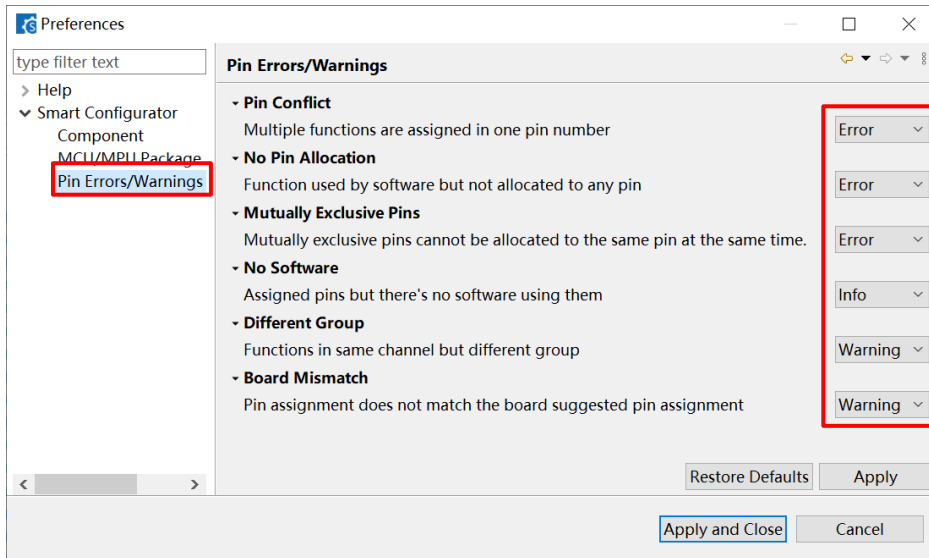 Preferences
type filter text
Pin Errors/Warnings
Help
Smart Configurator
Component
MCU/MPU Package
Pin Errors/Warnings
Pin Conflict
Multiple functions are assigned in one pin number
Error
No Pin Allocation
Function used by software but not allocated to any pin
Error
Mutually Exclusive Pins
Mutually exclusive pins cannot be allocated to the same pin at the same time.
Error
No Software
Assigned pins but there's no software using them
Info
Different Group
Functions in same channel but different group
Warning
Board Mismatch
Pin assignment does not match the board suggested pin assignment
Warning
Restore Defaults
Apply
Apply and Close
Cancel